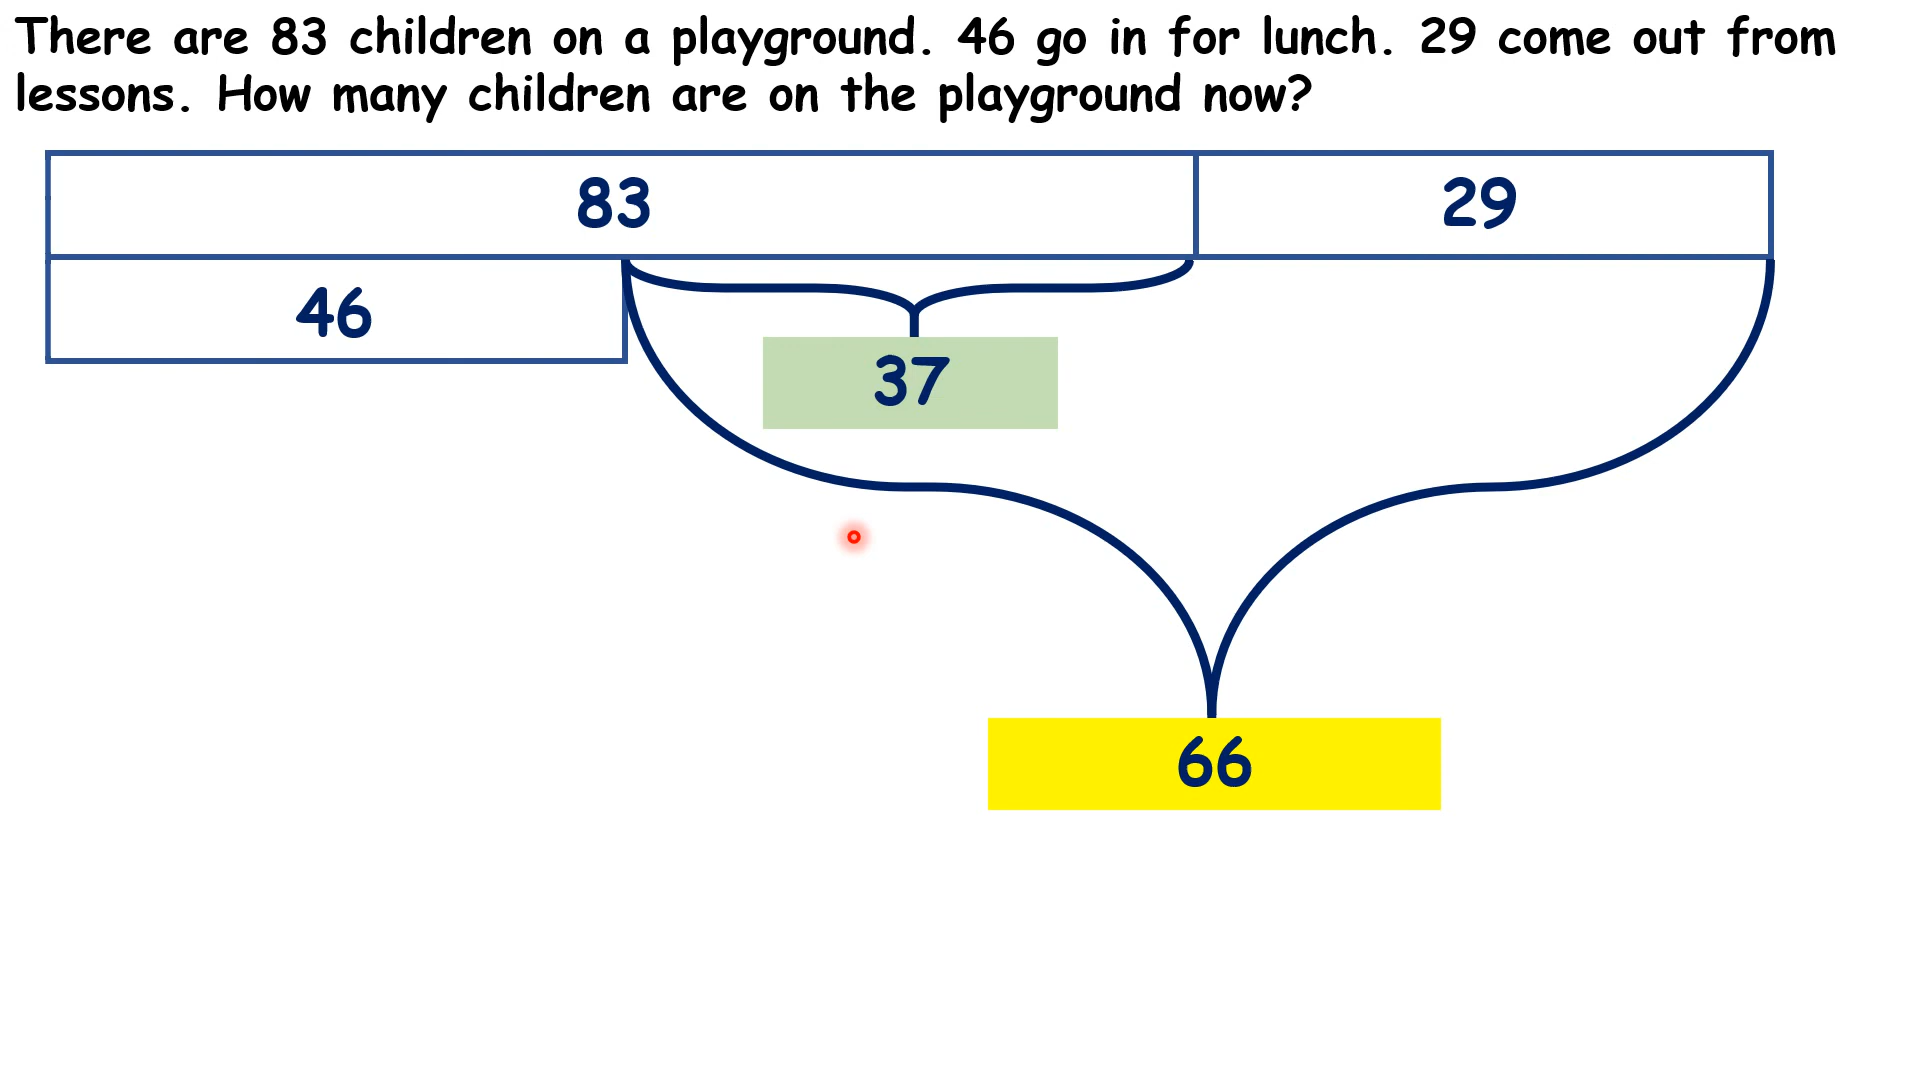 There are 83 children on a playground. 46 go in for lunch. 29 come out from
lessons. How many children are on the playground now?
83
29
46
37
66